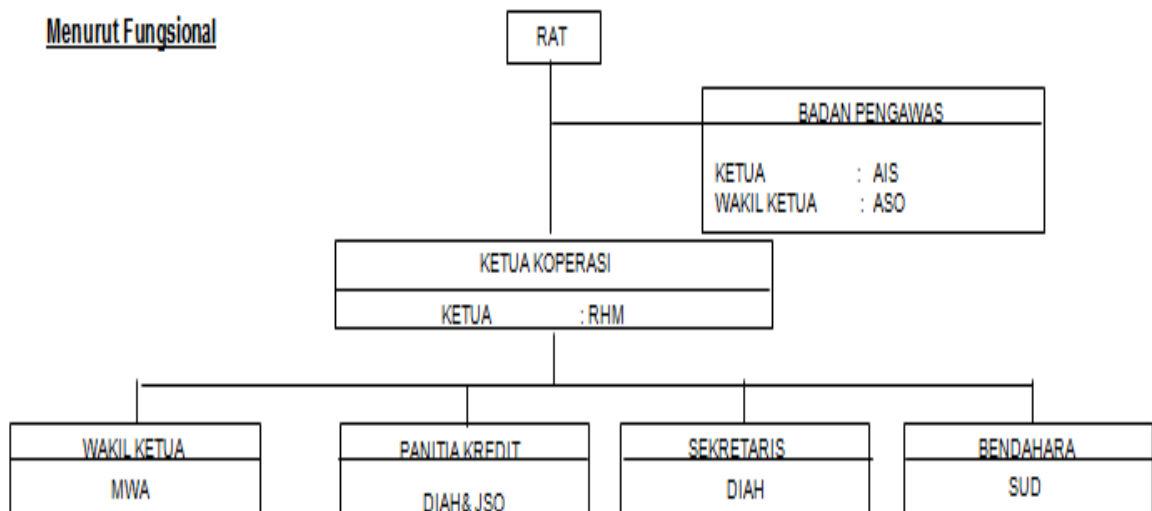 Menurut Fungsional
RAT
BADAN PENGAWAS
KETUA : AIS
WAKIL KETUA : ASO
KETUA KOPERASI
KETUA : RHM
WAKIL KETUA
MWA
PANITIA KREDIT
DIAH& JSO
SEKRETARIS
DIAH
BENDAHARA
SUD